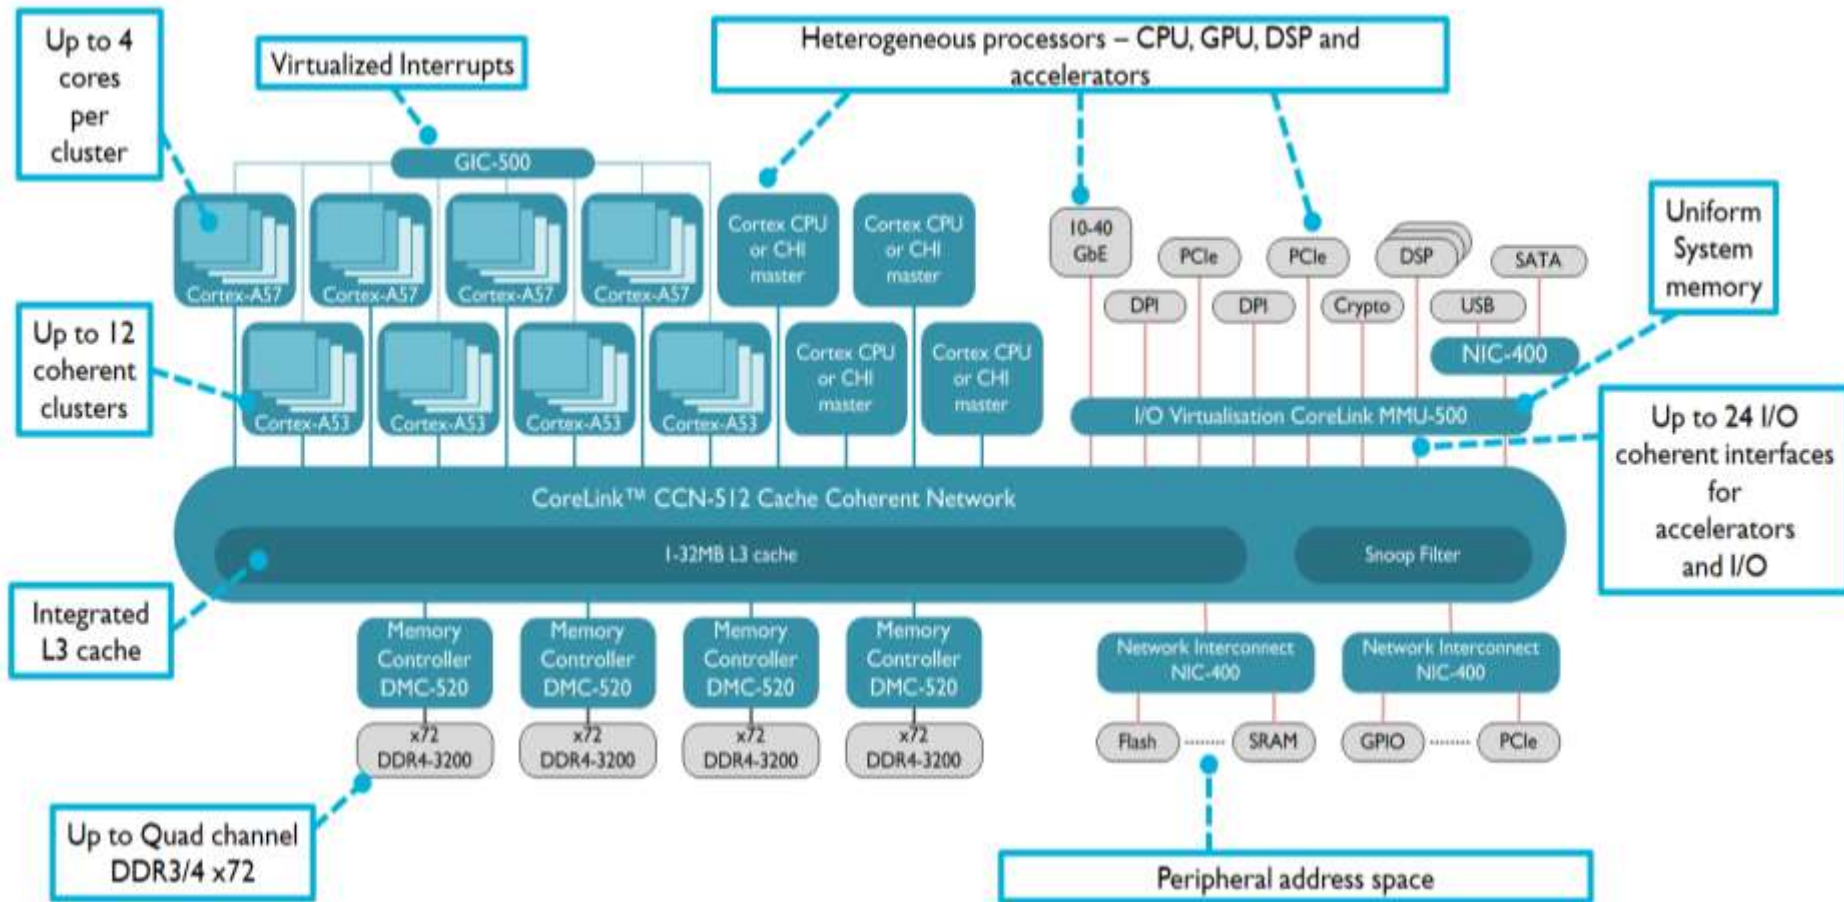 Up to 4
cores
per
cluster
Virtualized Interrupts
Heterogeneous processors – CPU, GPU, DSP and
accelerators
GIC-500
Cortex-A57
Cortex-A57
Cortex-A57
Cortex-A57
Cortex CPU
or CHI
master
Cortex CPU
or CHI
master
10-40
GbE
PCIe
PCIe
DSP
SATA
DPI
DPI
Crypto
USB
NIC-400
Uniform
System
memory
Up to 12
coherent
clusters
Cortex-A53
Cortex-A53
Cortex-A53
Cortex-A53
Cortex CPU
or CHI
master
Cortex CPU
or CHI
master
I/O Virtualisation CoreLink MMU-500
Up to 24 I/O
coherent interfaces
for
accelerators
and I/O
CoreLink™ CCN-512 Cache Coherent Network
1-32MB L3 cache
Snoop Filter
Integrated
L3 cache
Memory
Controller
DMC-520
Memory
Controller
DMC-520
Memory
Controller
DMC-520
Memory
Controller
DMC-520
Network Interconnect
NIC-400
Network Interconnect
NIC-400
x72
DDR4-3200
x72
DDR4-3200
x72
DDR4-3200
x72
DDR4-3200
Flash
SRAM
GPIO
PCIe
Up to Quad channel
DDR3/4 x72
Peripheral address space